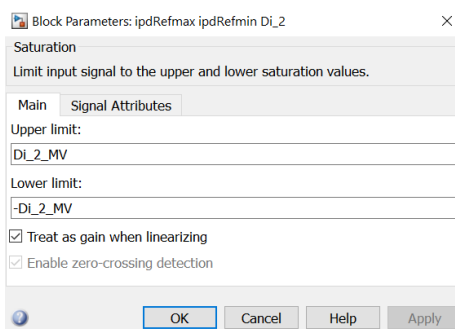 Block Parameters: ipdRefmax ipdRefmin Di_2
Saturation
Limit input signal to the upper and lower saturation values.
Main Signal Attributes
Upper limit:
Di_2_MV
Lower limit:
-Di_2_MV
Treat as gain when linearizing
Enable zero-crossing detection
OK Cancel Help Apply